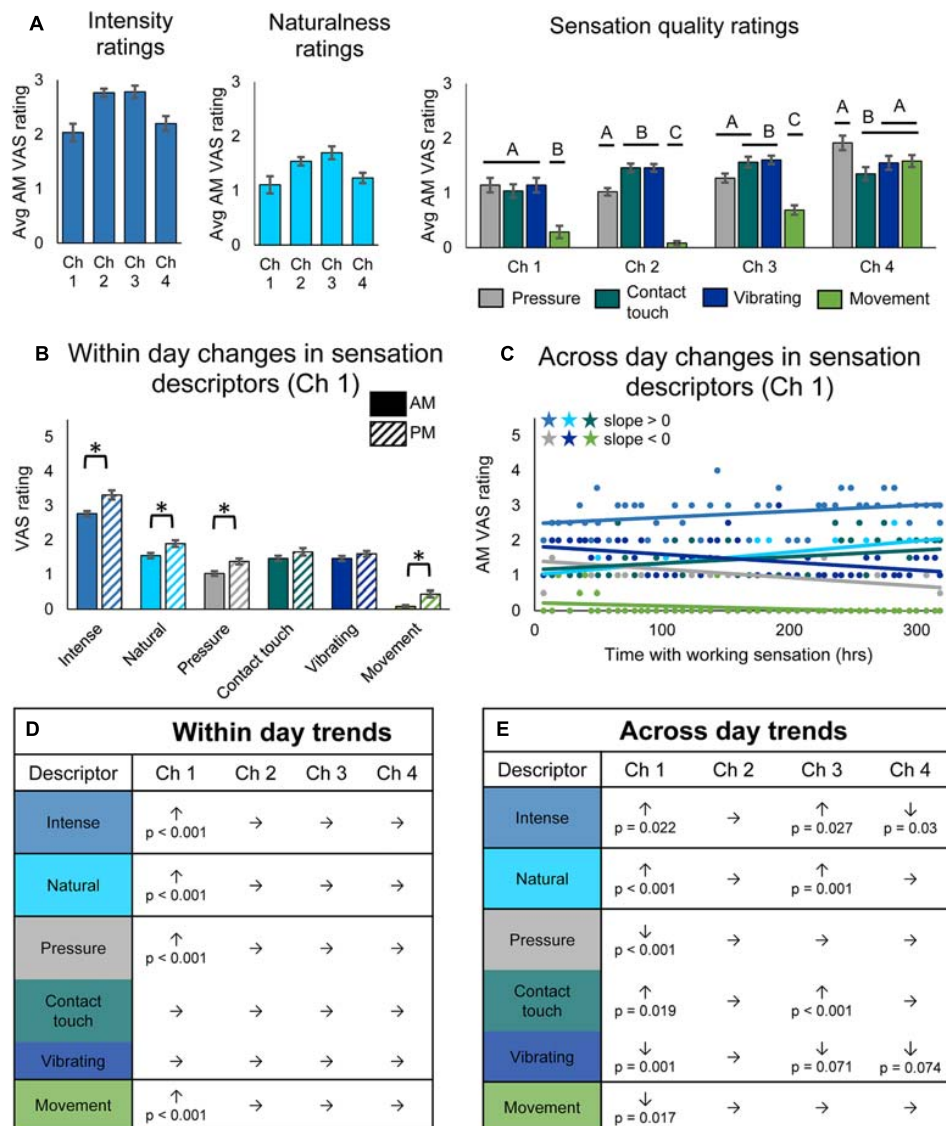 A
Intensity
ratings
Avg AM VAS rating
3
2
1
0
Ch
1
Ch
2
Ch
3
Ch
4
Naturalness
ratings
Avg AM VAS rating
3
2
1
0
Ch
1
Ch
2
Ch
3
Ch
4
Sensation quality ratings
Avg AM VAS rating
3
2
1
0
A B
A B C
A B C
A B A
Ch 1 Ch 2 Ch 3 Ch 4
Pressure Contact touch Vibrating Movement
B Within day changes in sensation
descriptors (Ch 1)
AM
PM
VAS rating
5
4
3
2
1
0
* * * *
Intense
Natural
Pressure
Contact touch
Vibrating
Movement
C Across day changes in sensation
descriptors (Ch 1)
★ ★ ★ slope > 0
★ ★ ★ slope < 0
AM VAS rating
5
4
3
2
1
0
0 100 200 300
Time with working sensation (hrs)
D Within day trends
Descriptor Ch 1 Ch 2 Ch 3 Ch 4
Intense ↑ p < 0.001 → → →
Natural ↑ p < 0.001 → → →
Pressure ↑ p < 0.001 → → →
Contact touch → → → →
Vibrating → → → →
Movement ↑ p < 0.001 → → →
E Across day trends
Descriptor Ch 1 Ch 2 Ch 3 Ch 4
Intense ↑ p = 0.022 → ↑ p = 0.027 ↓ p = 0.03
Natural ↑ p < 0.001 → ↑ p = 0.001 →
Pressure ↓ p < 0.001 → → →
Contact touch ↑ p = 0.019 → ↑ p < 0.001 →
Vibrating ↓ p = 0.001 → ↓ p = 0.071 ↓ p = 0.074
Movement ↓ p = 0.017 → → →